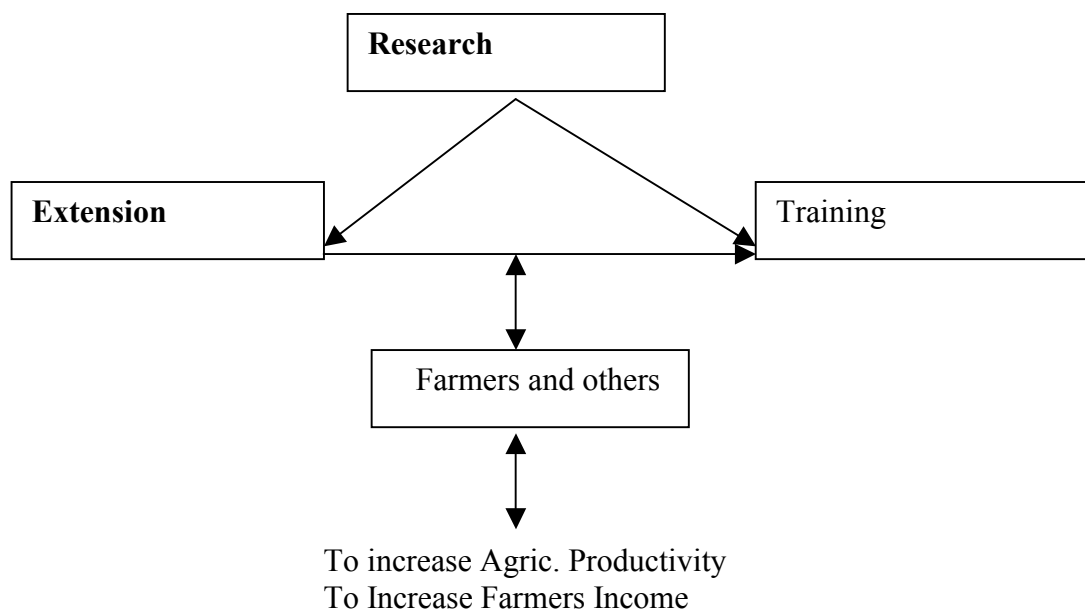 Research
Extension
Training
Farmers and others
To increase Agric. Productivity
To Increase Farmers Income